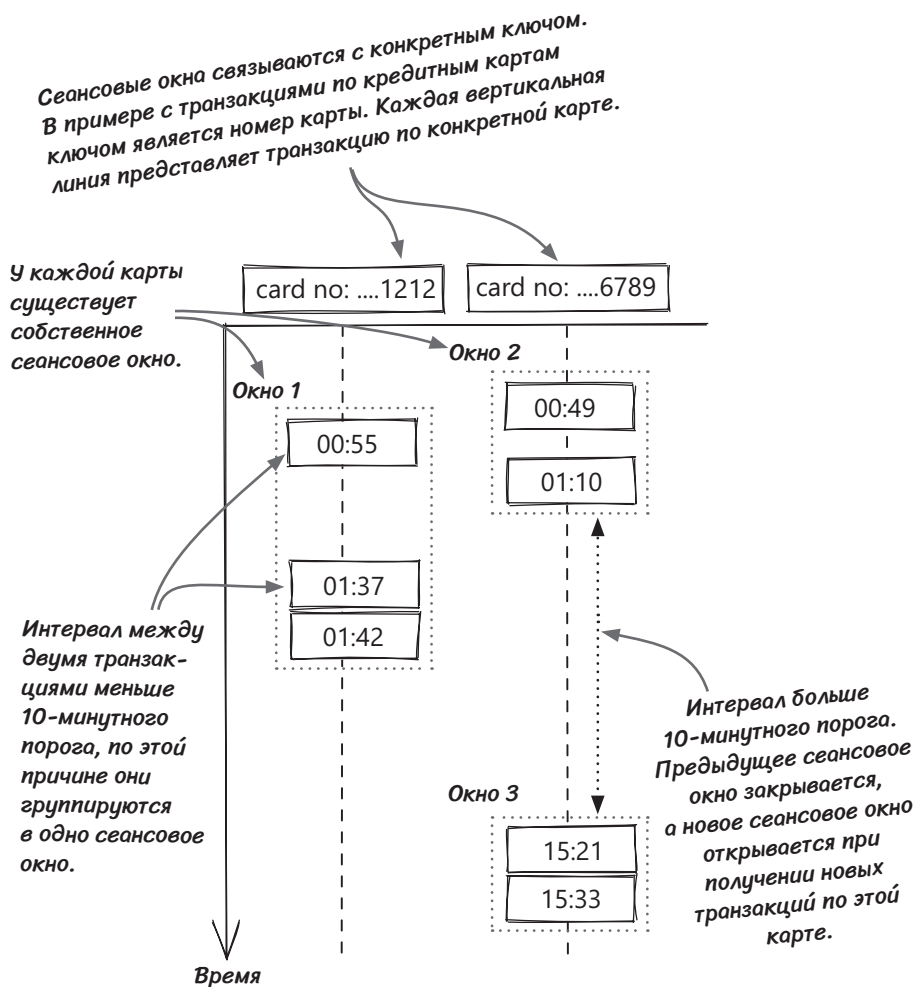 Сеансовые окна связываются с конкретным ключом.
В примере с транзакциями по кредитным картам
ключом является номер карты. Каждая вертикальная
линия представляет транзакцию по конкретной карте.
У каждой карты
существует
собственное
сеансовое окно.
card no: ....1212
card no: ....6789
Окно 1
Окно 2
00:55
01:37
01:42
00:49
01:10
Интервал между
двумя транзак-
циями меньше
10-минутного
порога, по этой
причине они
группируются
в одно сеансовое
окно.
Интервал больше
10-минутного порога.
Предыдущее сеансовое
окно закрывается,
а новое сеансовое окно
открывается при
получении новых
транзакций по этой
карте.
Окно 3
15:21
15:33
Время